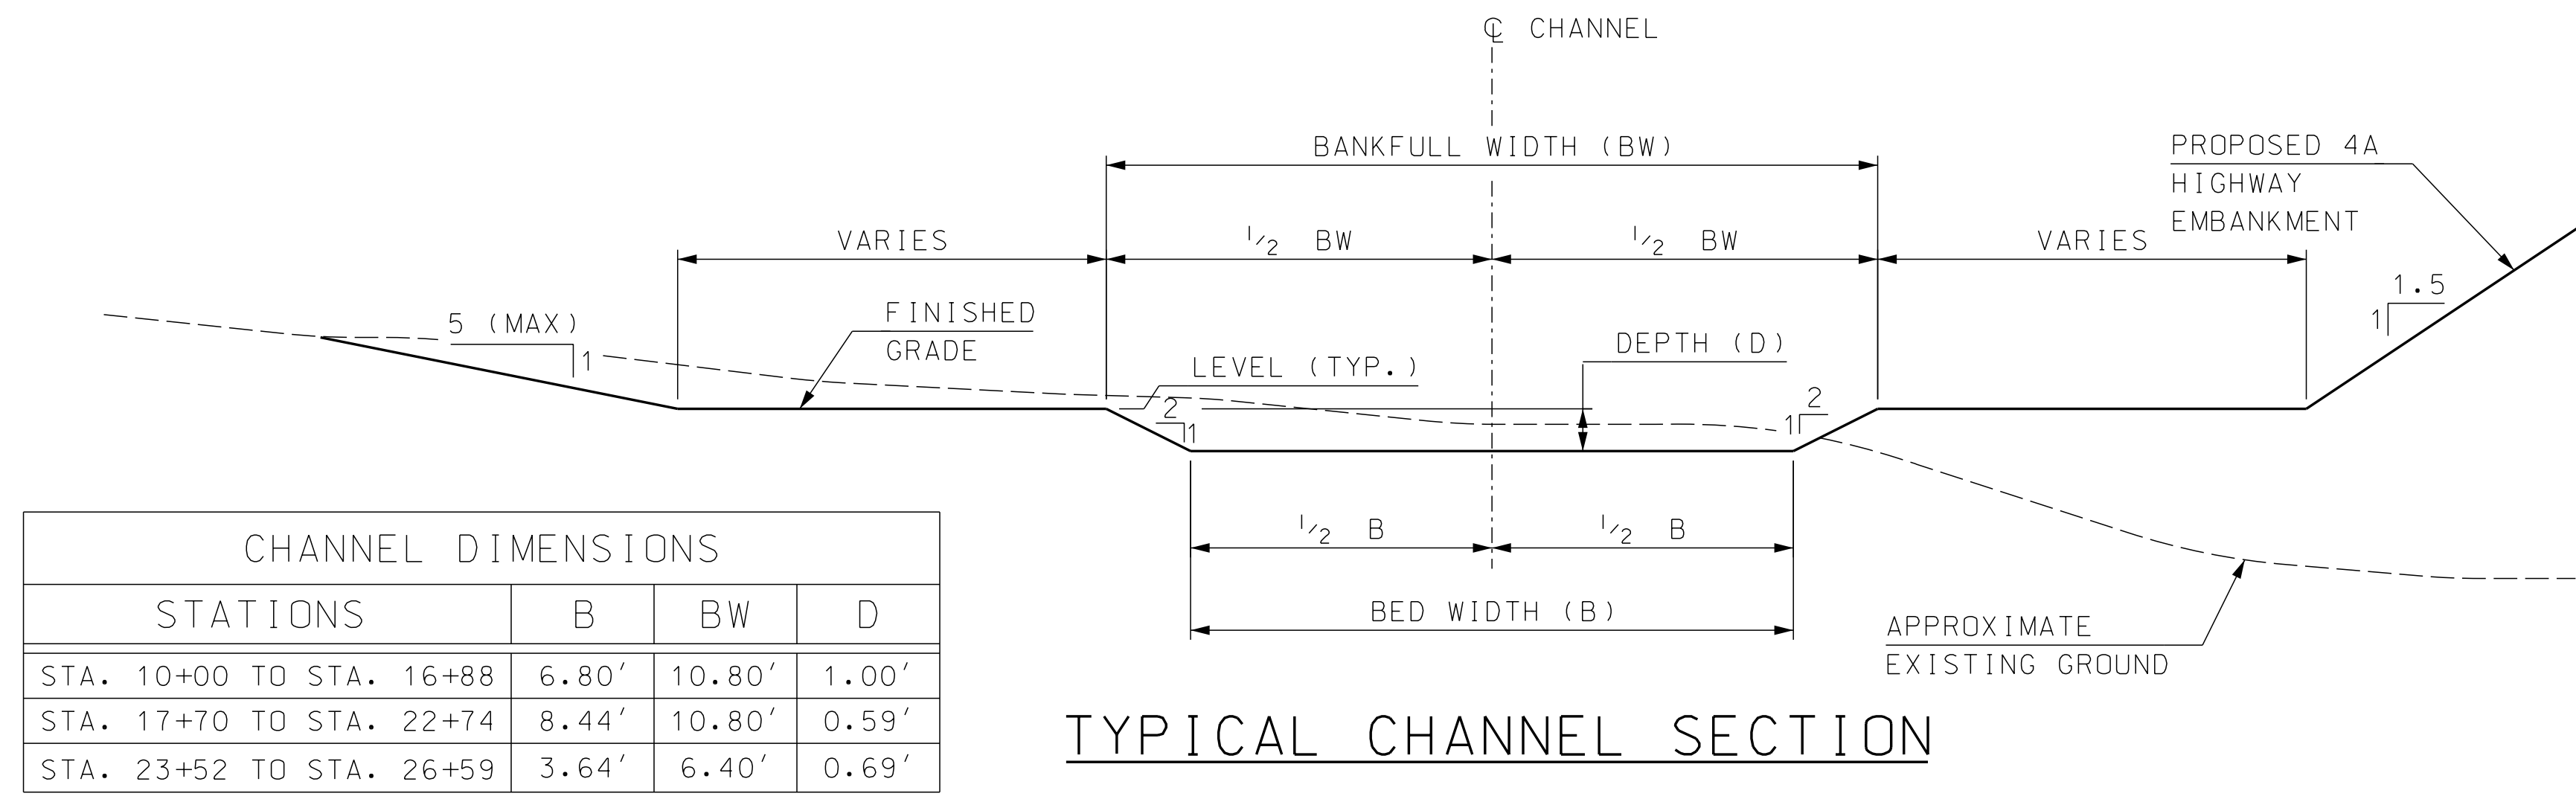 ℄ CHANNEL
BANKFULL WIDTH (BW)
PROPOSED 4A
HIGHWAY
EMBANKMENT
VARIES
1/2 BW
1/2 BW
VARIES
1.5
1
5 (MAX)
1
FINISHED
GRADE
DEPTH (D)
LEVEL (TYP.)
2
1
2
1
1/2 B
1/2 B
BED WIDTH (B)
APPROXIMATE
EXISTING GROUND
CHANNEL DIMENSIONS
STATIONS B BW D
STA. 10+00 TO STA. 16+88 6.80' 10.80' 1.00'
STA. 17+70 TO STA. 22+74 8.44' 10.80' 0.59'
STA. 23+52 TO STA. 26+59 3.64' 6.40' 0.69'
TYPICAL CHANNEL SECTION